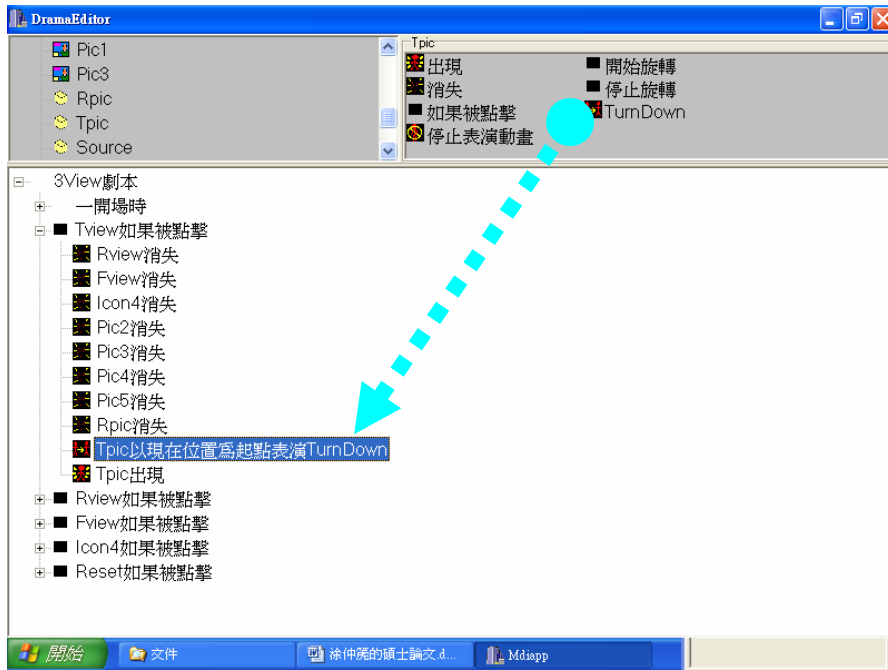 DramaEditor
Pic1
Pic3
Rpic
Tpic
Source
Tpic
出現
消失
如果被點擊
停止表演動畫
開始旋轉
停止旋轉
TurnDown
3View劇本
一開場時
Tview如果被點擊
Rview消失
Fview消失
Icon4消失
Pic2消失
Pic3消失
Pic4消失
Pic5消失
Rpic消失
Tpic以現在位置為起點表演TurnDown
Tpic出現
Rview如果被點擊
Fview如果被點擊
Icon4如果被點擊
Reset如果被點擊
開始
文件
涂仲箎的碩士論文.d...
Mdiapp